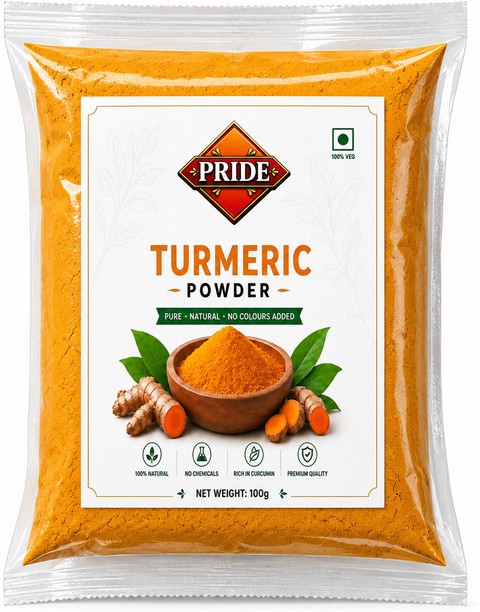 PRIDE
100% VEG
TURMERIC
POWDER
PURE • NATURAL • NO COLOURS ADDED
100% NATURAL
NO CHEMICALS
RICH IN CURCUMIN
PREMIUM QUALITY
NET WEIGHT: 100g